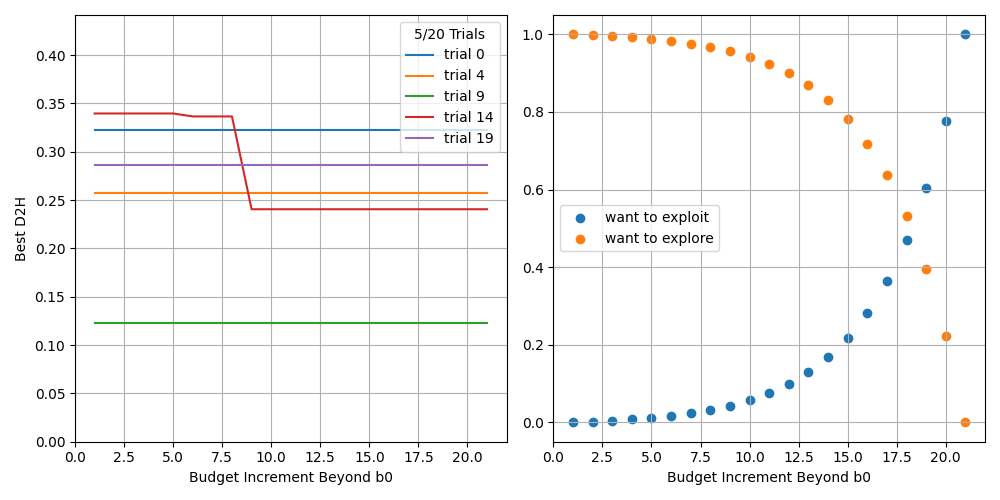 5/20 Trials
trial 0
trial 4
trial 9
trial 14
trial 19
Best D2H
0.40
0.35
0.30
0.25
0.20
0.15
0.10
0.05
0.00
0.0 2.5 5.0 7.5 10.0 12.5 15.0 17.5 20.0
Budget Increment Beyond b0
want to exploit
want to explore
1.0
0.8
0.6
0.4
0.2
0.0
0.0 2.5 5.0 7.5 10.0 12.5 15.0 17.5 20.0
Budget Increment Beyond b0